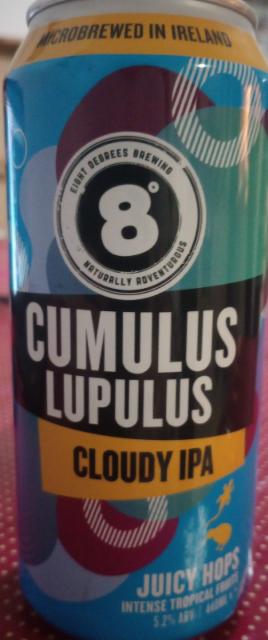 MICROBREWED IN IRELAND
EIGHT DEGREES BREWING
8°
NATURALLY ADVENTUROUS
CUMULUS
LUPULUS
CLOUDY IPA
JUICY HOPS
INTENSE TROPICAL FRUITS
5.2% ABV | 440ML